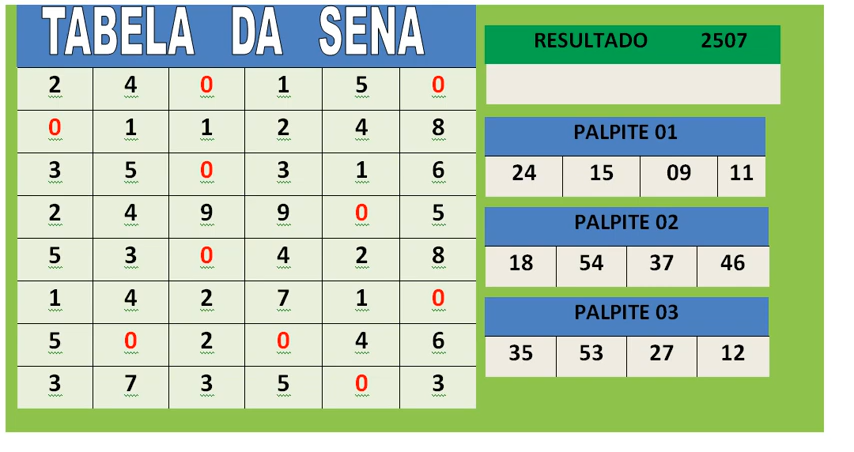 TABELA DA SENA
2 4 0 1 5 0
0 1 1 2 4 8
3 5 0 3 1 6
2 4 9 9 0 5
5 3 0 4 2 8
1 4 2 7 1 0
5 0 2 0 4 6
3 7 3 5 0 3
RESULTADO 2507
PALPITE 01
24 15 09 11
PALPITE 02
18 54 37 46
PALPITE 03
35 53 27 12